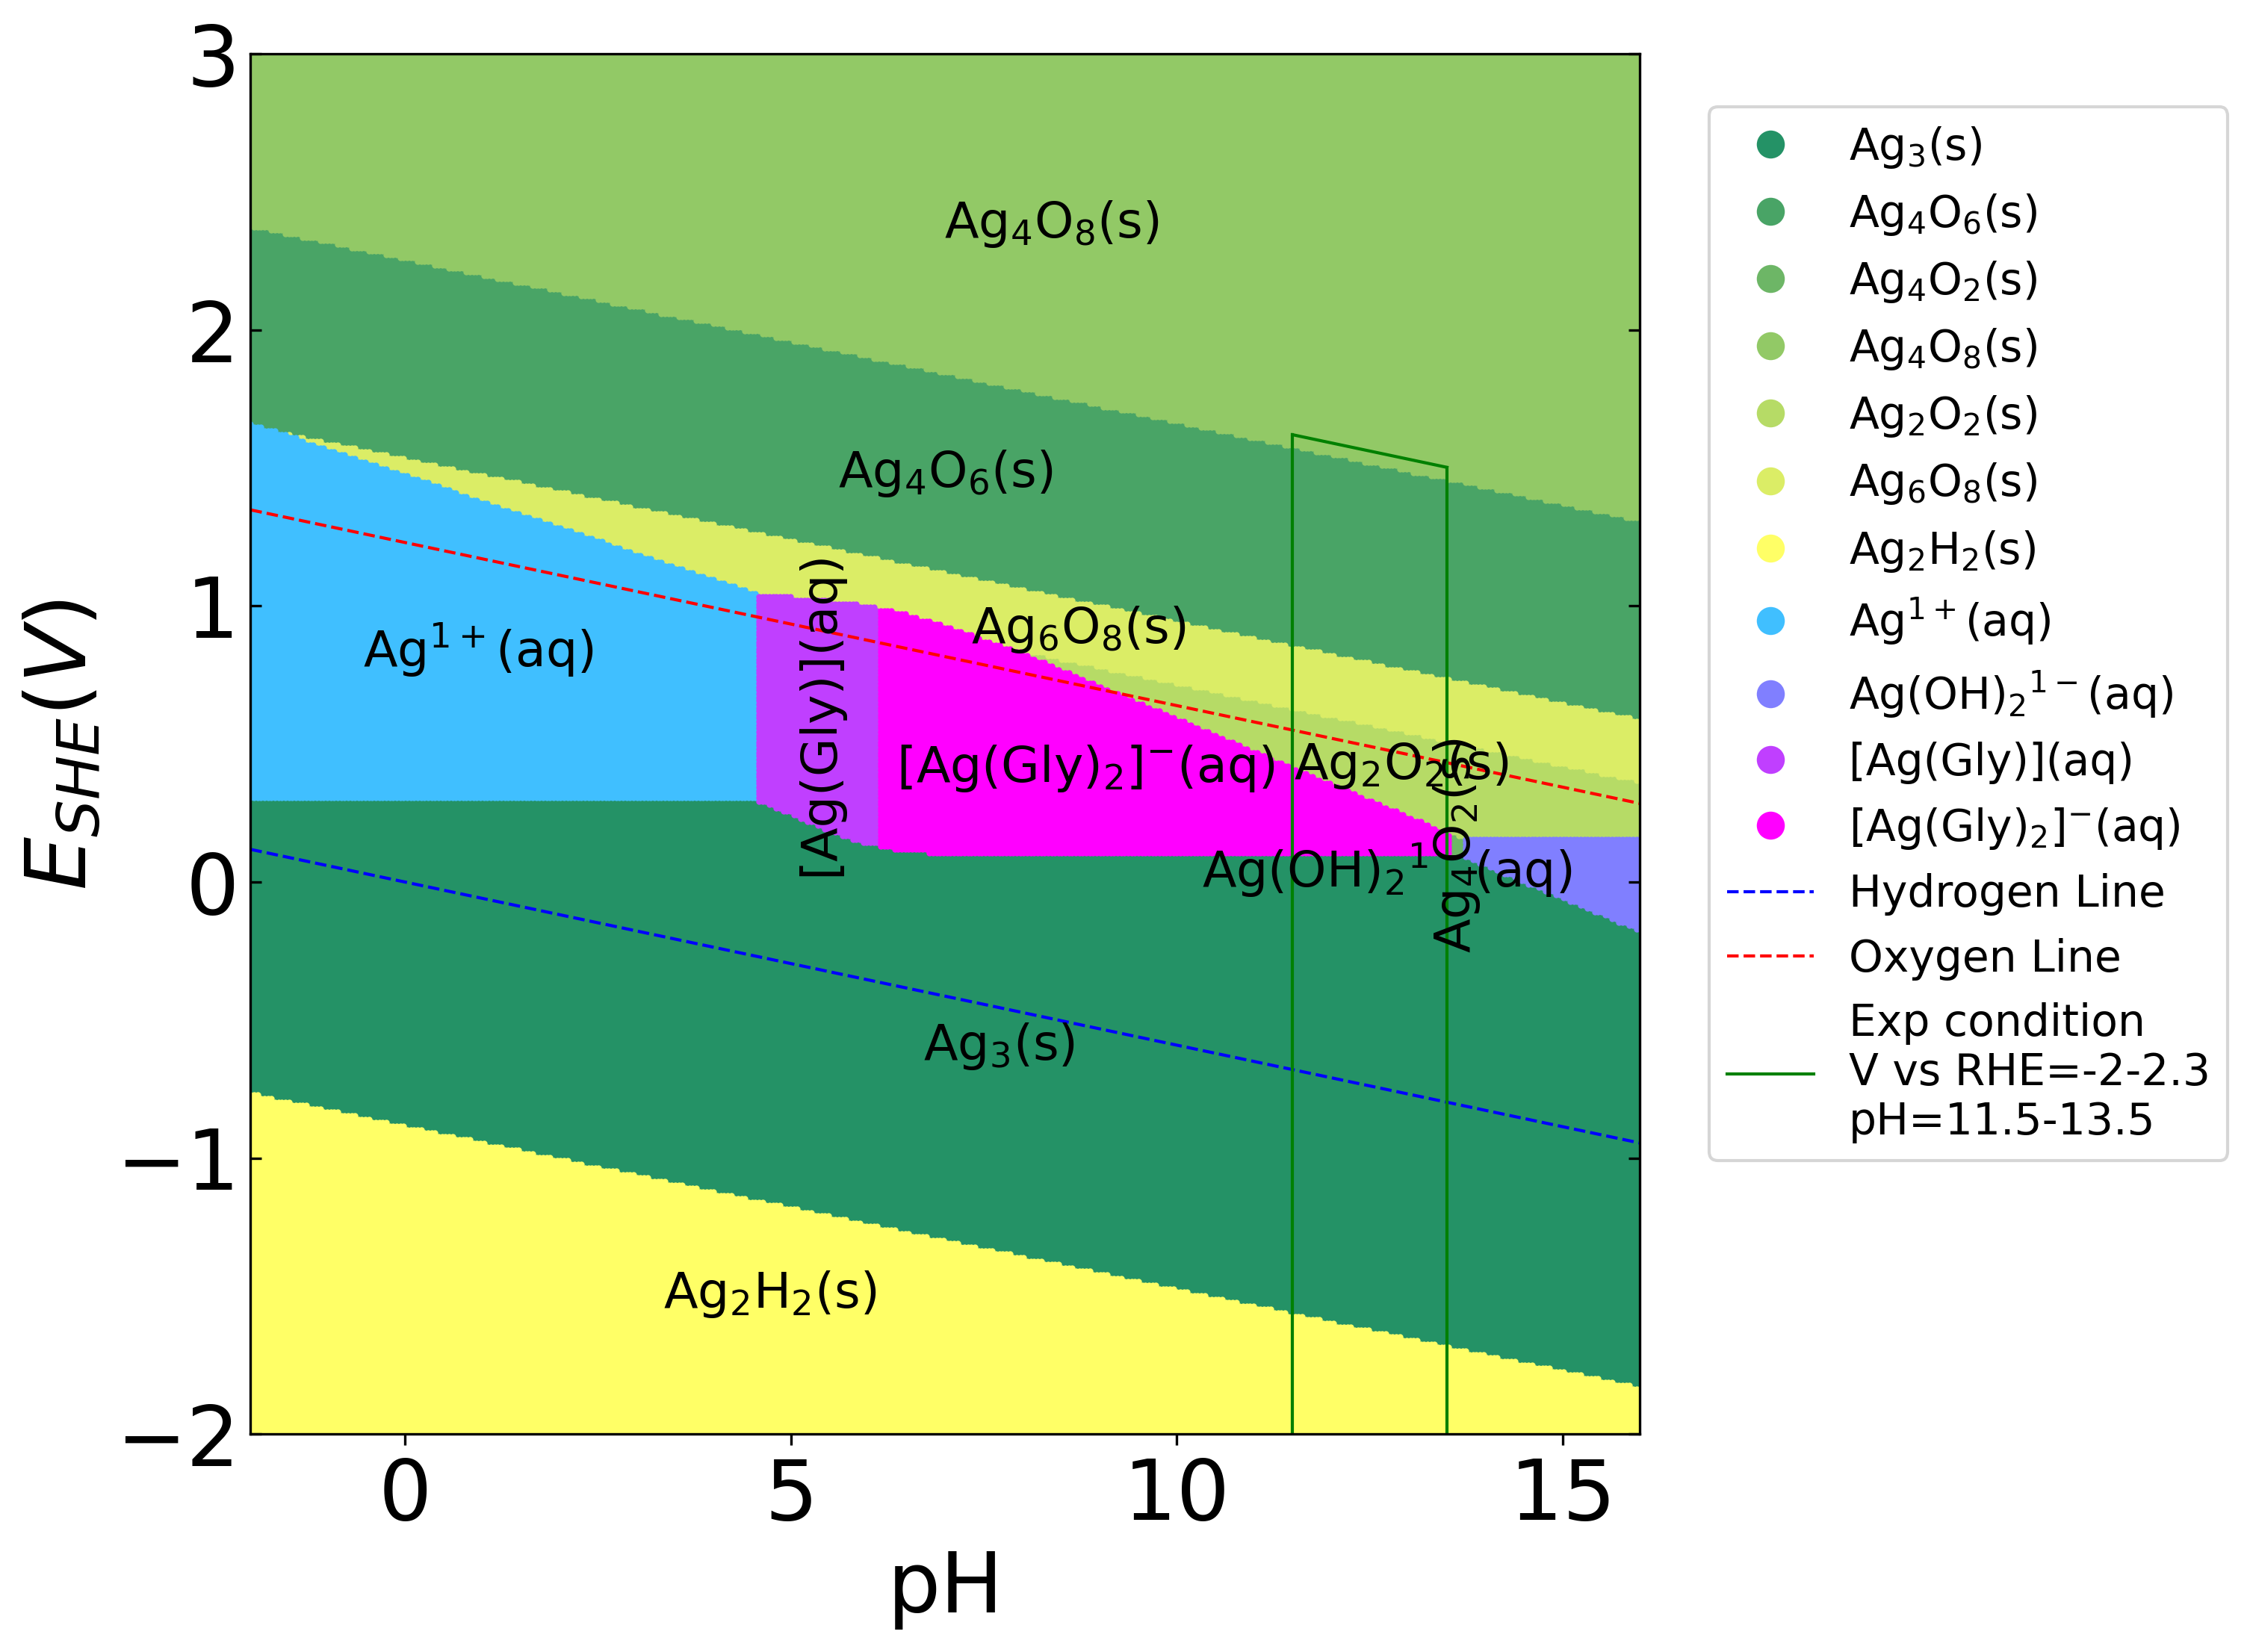 3
2
1
0
−1
−2
E_SHE(V)
0
5
10
15
pH
Ag₄O₈(s)
Ag₄O₆(s)
Ag₆O₈(s)
Ag¹⁺(aq)
[Ag(Gly)](aq)
[Ag(Gly)₂]⁻(aq)
Ag₂O₂(s)
Ag₄O₂(s)
Ag(OH)₂¹⁻(aq)
Ag₃(s)
Ag₂H₂(s)
Ag₃(s)
Ag₄O₆(s)
Ag₄O₂(s)
Ag₄O₈(s)
Ag₂O₂(s)
Ag₆O₈(s)
Ag₂H₂(s)
Ag¹⁺(aq)
Ag(OH)₂¹⁻(aq)
[Ag(Gly)](aq)
[Ag(Gly)₂]⁻(aq)
Hydrogen Line
Oxygen Line
Exp condition
V vs RHE=-2-2.3
pH=11.5-13.5